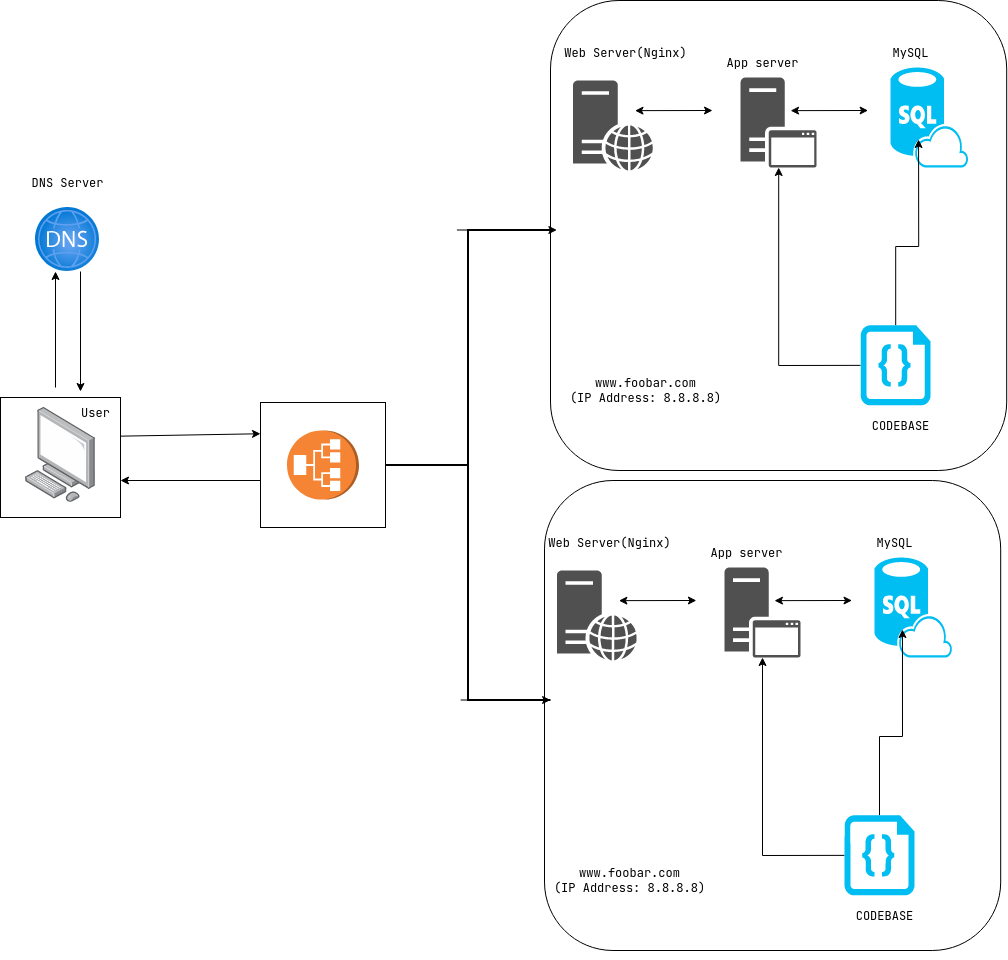 DNS Server
DNS
User
Web Server(Nginx)
App server
MySQL
SQL
{}
www.foobar.com
(IP Address: 8.8.8.8)
CODEBASE
Web Server(Nginx)
App server
MySQL
SQL
{}
www.foobar.com
(IP Address: 8.8.8.8)
CODEBASE